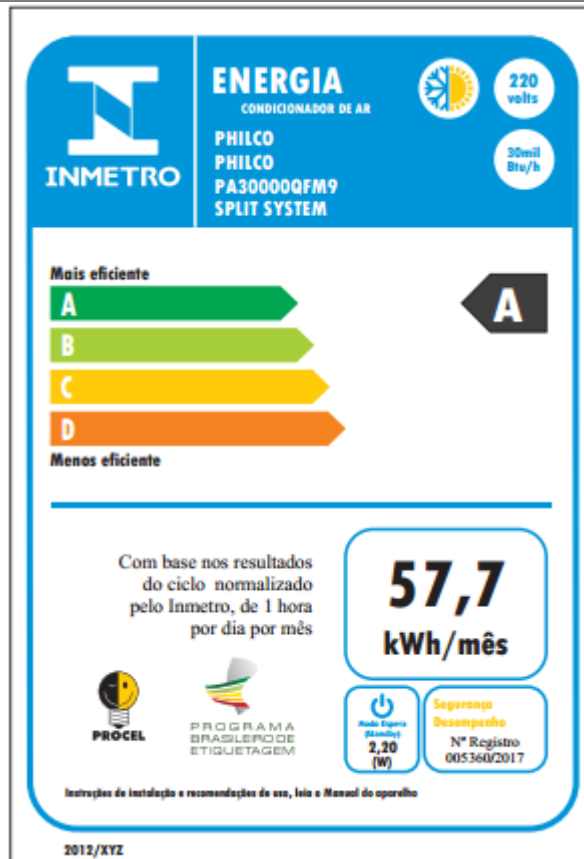 INMETRO
ENERGIA
CONDICIONADOR DE AR
PHILCO
PHILCO
PA30000QFM9
SPLIT SYSTEM
220
volts
30mil
Btu/h
Mais eficiente
A
A
B
C
D
Menos eficiente
Com base nos resultados
do ciclo normalizado
pelo Inmetro, de 1 hora
por dia por mês
57,7
kWh/mês
PROCEL
PROGRAMA
BRASILEIRO DE
ETIQUETAGEM
Modo Espera
(Standby)
2,20
(W)
Segurança
Desempenho
Nº Registro
005360/2017
Instruções de instalação e recomendações de uso, leia o Manual do aparelho
2012/XYZ